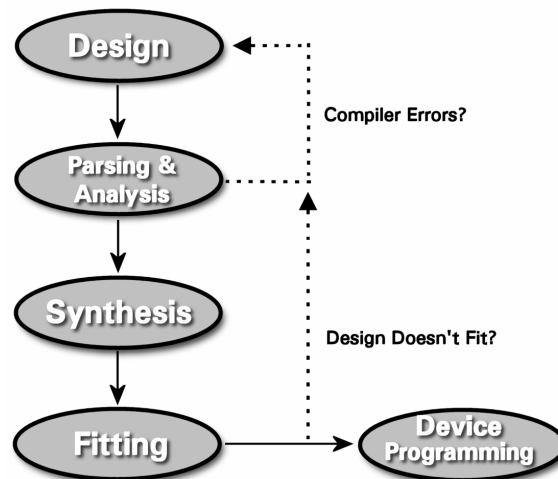 Design
Compiler Errors?
Parsing &
Analysis
Synthesis
Design Doesn't Fit?
Fitting
Device
Programming